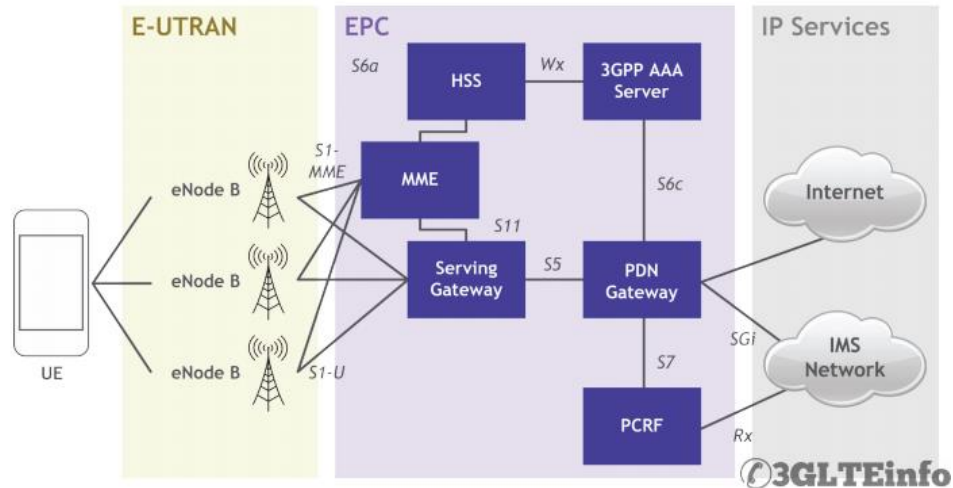 E-UTRAN
EPC
IP Services
S6a
HSS
Wx
3GPP AAA
Server
S1-
MME
MME
S6c
Internet
eNode B
S11
Serving
Gateway
S5
PDN
Gateway
eNode B
SGi
IMS
Network
UE
eNode B
S1-U
S7
PCRF
Rx
3GLTEinfo